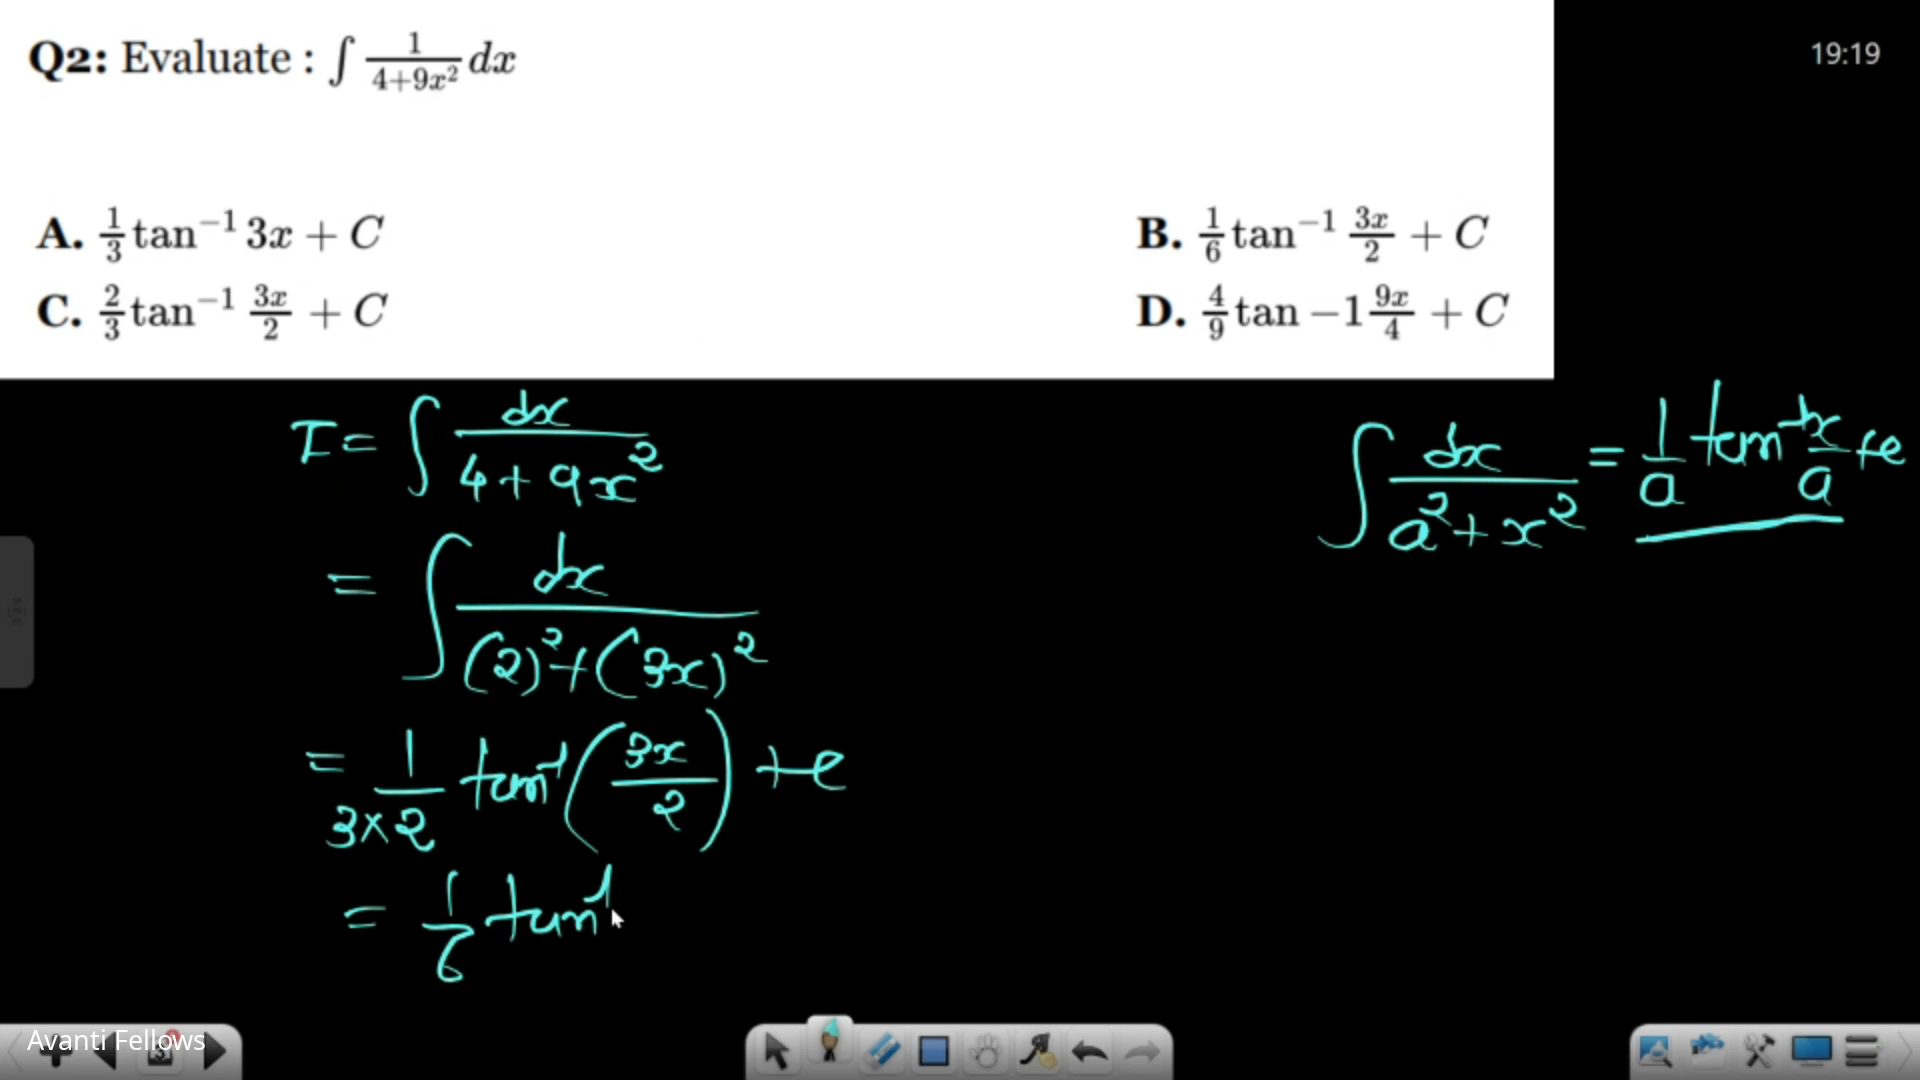 Q2: Evaluate : ∫ 1/(4+9x²) dx
19:19
A. 1/3 tan⁻¹ 3x + C
B. 1/6 tan⁻¹ 3x/2 + C
C. 2/3 tan⁻¹ 3x/2 + C
D. 4/9 tan −1 9x/4 + C
I = ∫ dx/(4+9x²)
∫ dx/(a²+x²) = 1/a tan⁻¹ x/a + c
= ∫ dx/((2)²+(3x)²)
= 1/(3×2) tan⁻¹ (3x/2) + c
= 1/6 tan⁻¹
Avanti Fellows